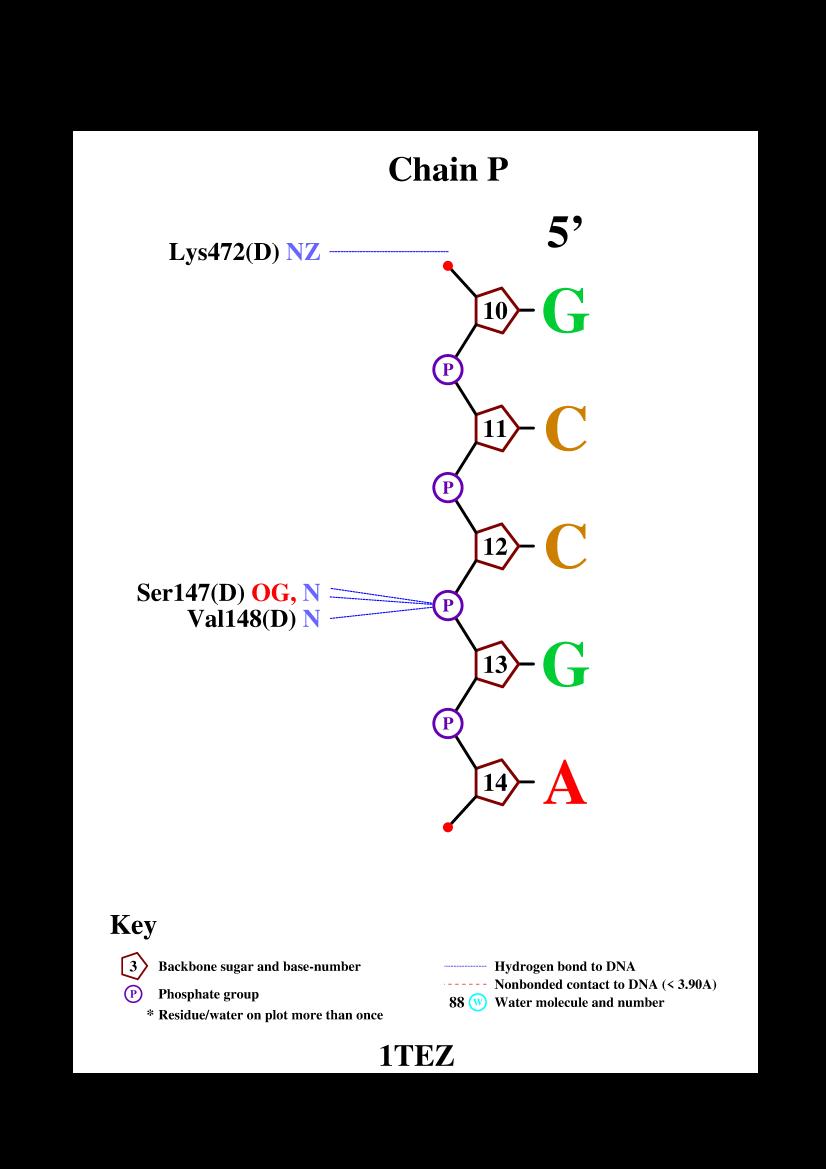 Chain P
5’
Lys472(D) NZ
10 G
P
11 C
P
12 C
Ser147(D) OG, N
P
Val148(D) N
13 G
P
14 A
Key
3 Backbone sugar and base-number
P Phosphate group
* Residue/water on plot more than once
Hydrogen bond to DNA
Nonbonded contact to DNA (< 3.90A)
88 W Water molecule and number
1TEZ